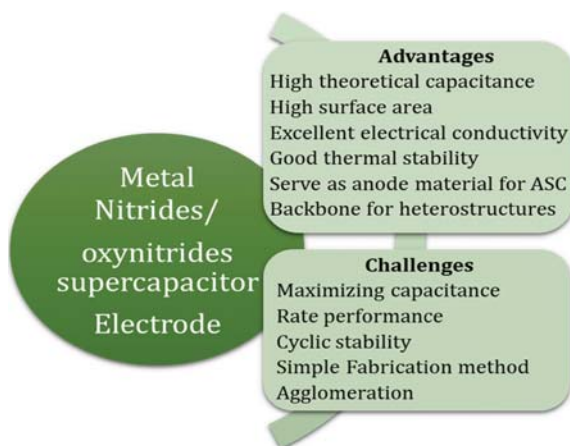 Metal
Nitrides/
oxynitrides
supercapacitor
Electrode
Advantages
High theoretical capacitance
High surface area
Excellent electrical conductivity
Good thermal stability
Serve as anode material for ASC
Backbone for heterostructures
Challenges
Maximizing capacitance
Rate performance
Cyclic stability
Simple Fabrication method
Agglomeration